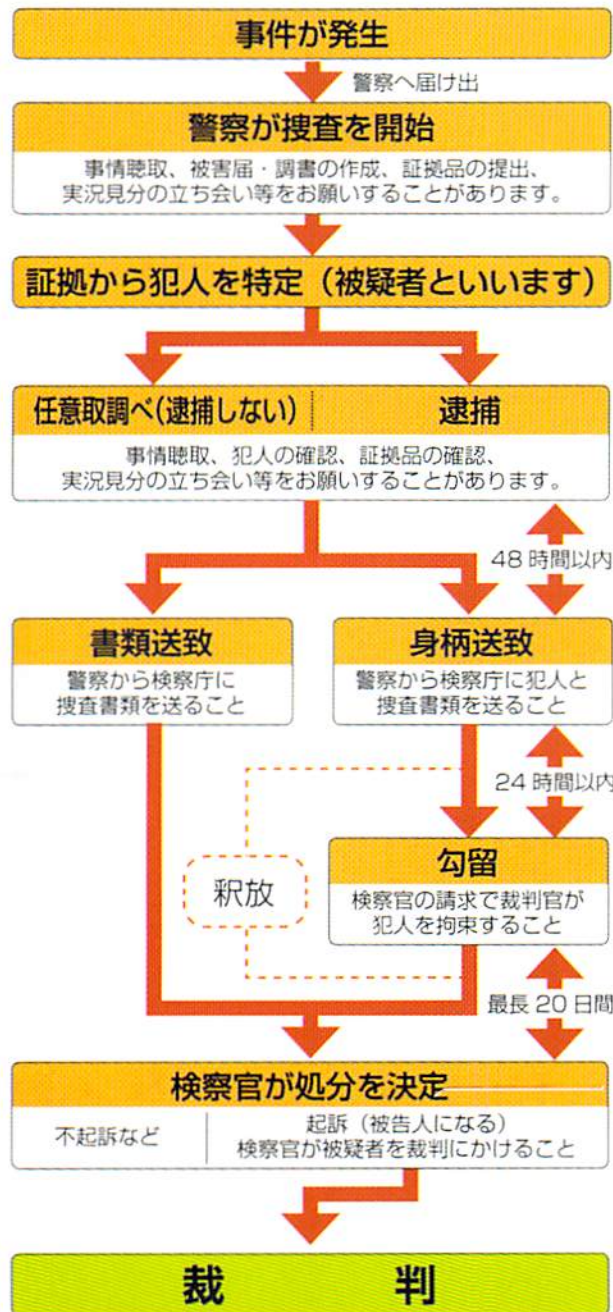 事件が発生
警察へ届け出
警察が捜査を開始
事情聴取、被害届・調書の作成、証拠品の提出、
実況見分の立ち会い等をお願いすることがあります。
証拠から犯人を特定（被疑者といいます）
任意取調べ（逮捕しない）
逮捕
事情聴取、犯人の確認、証拠品の確認、
実況見分の立ち会い等をお願いすることがあります。
48時間以内
書類送致
警察から検察庁に
捜査書類を送ること
身柄送致
警察から検察庁に犯人と
捜査書類を送ること
24時間以内
釈放
勾留
検察官の請求で裁判官が
犯人を拘束すること
最長20日間
検察官が処分を決定
不起訴など
起訴（被告人になる）
検察官が被疑者を裁判にかけること
裁判